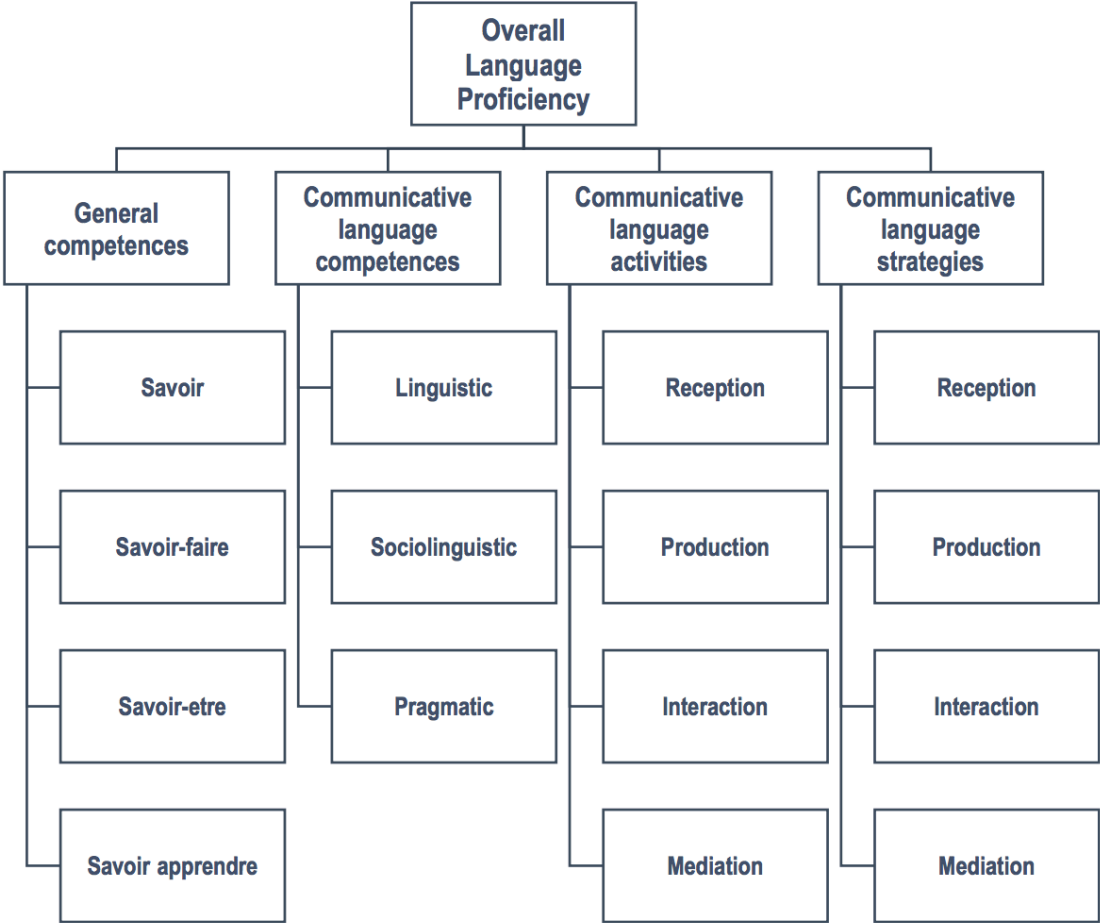 Overall
Language
Proficiency
General
competences
Communicative
language
competences
Communicative
language
activities
Communicative
language
strategies
Savoir
Linguistic
Reception
Reception
Savoir-faire
Sociolinguistic
Production
Production
Savoir-etre
Pragmatic
Interaction
Interaction
Savoir apprendre
Mediation
Mediation